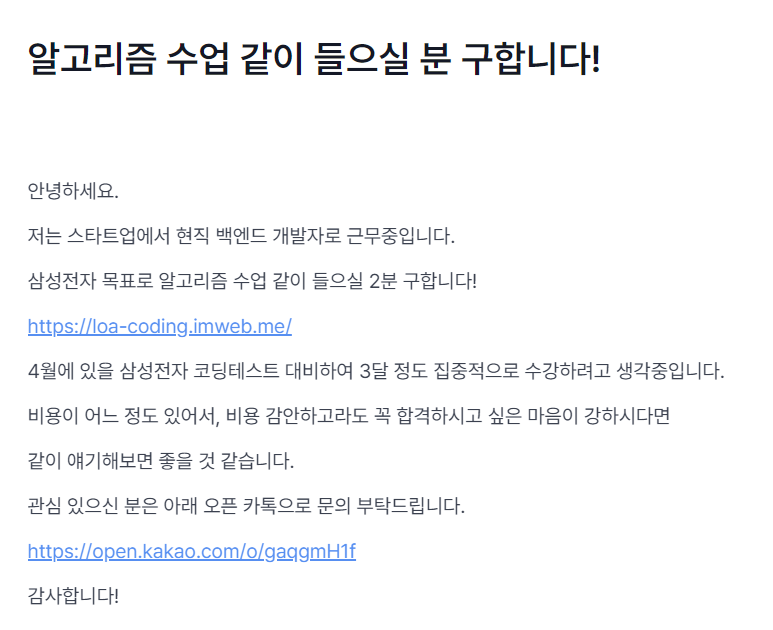 알고리즘 수업 같이 들으실 분 구합니다!
안녕하세요.
저는 스타트업에서 현직 백엔드 개발자로 근무중입니다.
삼성전자 목표로 알고리즘 수업 같이 들으실 2분 구합니다!
https://loa-coding.imweb.me/
4월에 있을 삼성전자 코딩테스트 대비하여 3달 정도 집중적으로 수강하려고 생각중입니다.
비용이 어느 정도 있어서, 비용 감안하고라도 꼭 합격하시고 싶은 마음이 강하시다면
같이 얘기해보면 좋을 것 같습니다.
관심 있으신 분은 아래 오픈 카톡으로 문의 부탁드립니다.
https://open.kakao.com/o/gaqgmH1f
감사합니다!